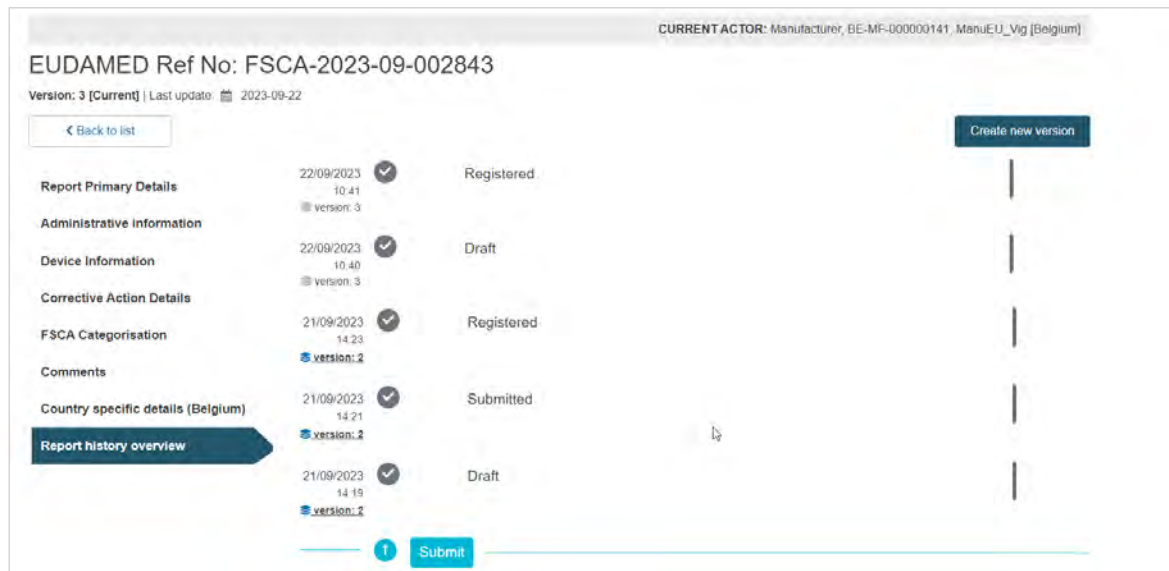 CURRENT ACTOR: Manufacturer, BE-MF-000000141, ManuEU_Vig [Belgium]
EUDAMED Ref No: FSCA-2023-09-002843
Version: 3 [Current] | Last update: 2023-09-22
Back to list
Create new version
Report Primary Details
Administrative information
Device Information
Corrective Action Details
FSCA Categorisation
Comments
Country specific details (Belgium)
Report history overview
22/09/2023
10:41
version: 3
Registered
22/09/2023
10:40
version: 3
Draft
21/09/2023
14:23
version: 2
Registered
21/09/2023
14:21
version: 2
Submitted
21/09/2023
14:19
version: 2
Draft
Submit